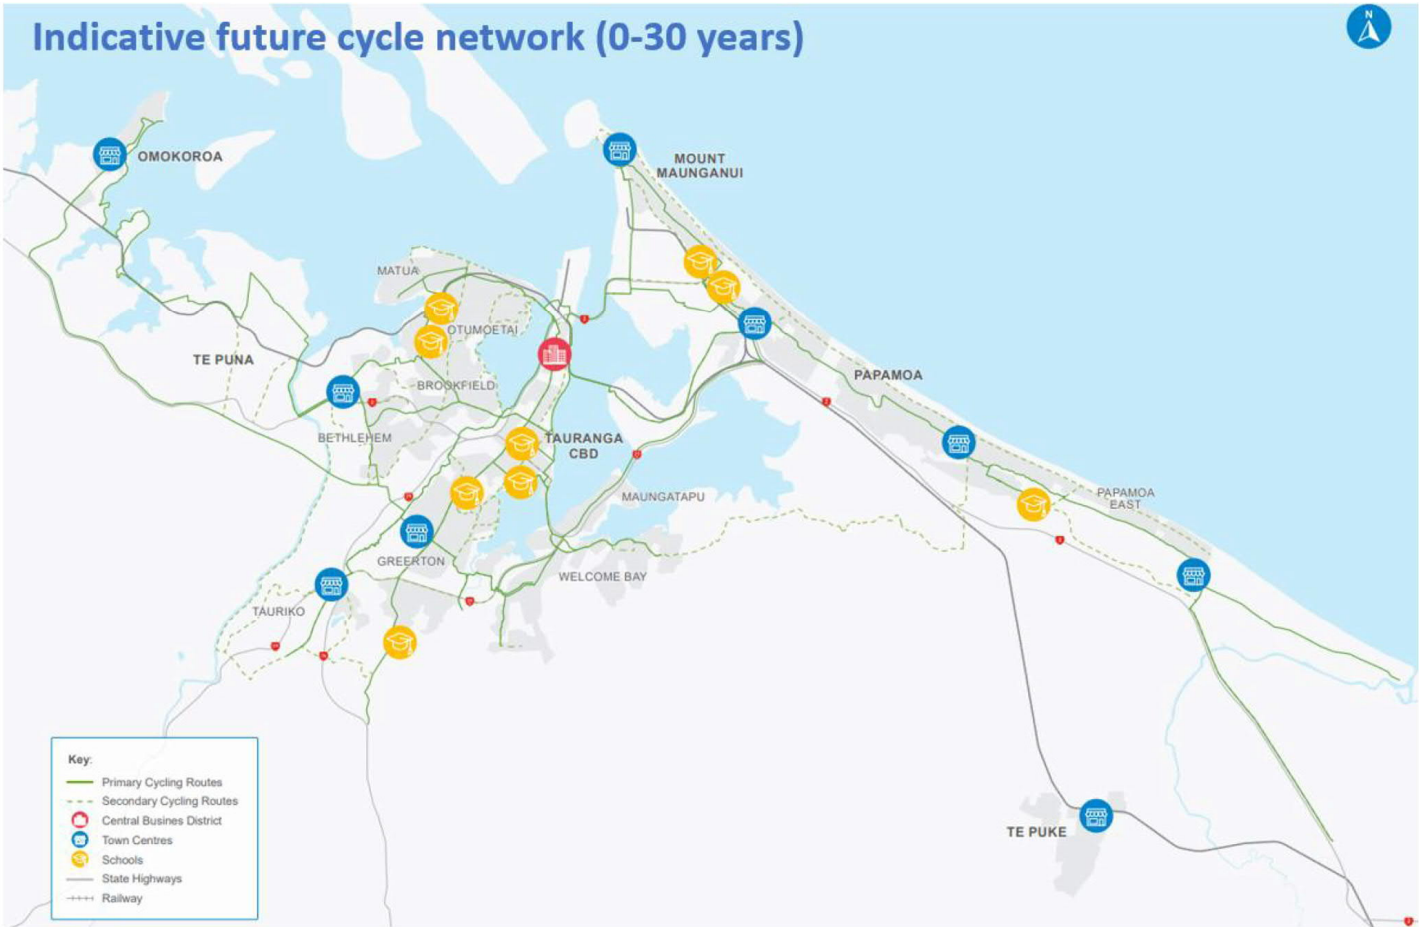 Indicative future cycle network (0-30 years)
N
OMOKOROA
MOUNT
MAUNGANUI
MATUA
OTUMOETAI
TE PUNA
BROOKFIELD
PAPAMOA
BETHLEHEM
TAURANGA
CBD
MAUNGATAPU
PAPAMOA
EAST
GREERTON
WELCOME BAY
TAURIKO
TE PUKE
Key:
Primary Cycling Routes
Secondary Cycling Routes
Central Busines District
Town Centres
Schools
State Highways
Railway